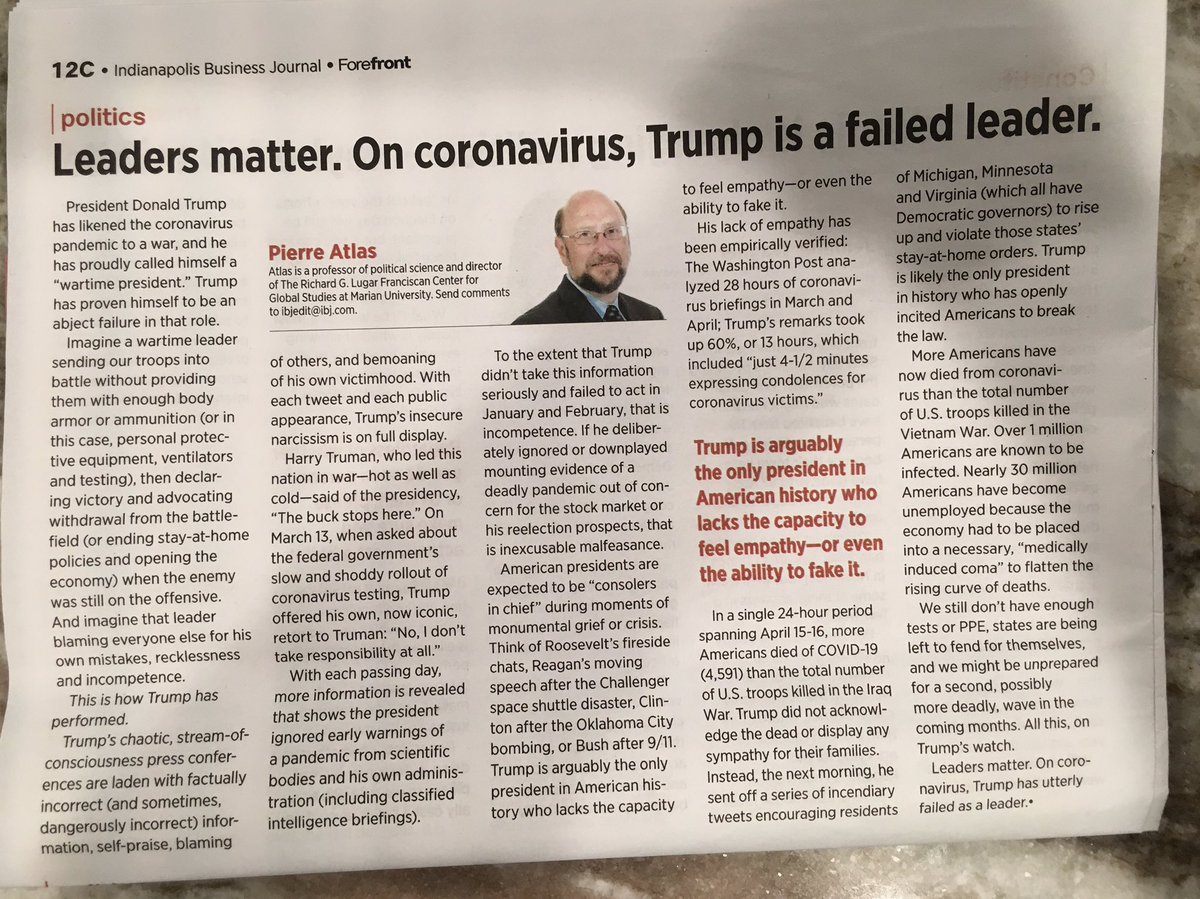 12C • Indianapolis Business Journal • Forefront
politics
Leaders matter. On coronavirus, Trump is a failed leader.
President Donald Trump
has likened the coronavirus
pandemic to a war, and he
has proudly called himself a
“wartime president.” Trump
has proven himself to be an
abject failure in that role.
Imagine a wartime leader
sending our troops into
battle without providing
them with enough body
armor or ammunition (or in
this case, personal protec-
tive equipment, ventilators
and testing), then declar-
ing victory and advocating
withdrawal from the battle-
field (or ending stay-at-home
policies and opening the
economy) when the enemy
was still on the offensive.
And imagine that leader
blaming everyone else for his
own mistakes, recklessness
and incompetence.
This is how Trump has
performed.
Trump’s chaotic, stream-of-
consciousness press confer-
ences are laden with factually
incorrect (and sometimes,
dangerously incorrect) infor-
mation, self-praise, blaming
Pierre Atlas
Atlas is a professor of political science and director
of The Richard G. Lugar Franciscan Center for
Global Studies at Marian University. Send comments
to ibjedit@ibj.com.
of others, and bemoaning
of his own victimhood. With
each tweet and each public
appearance, Trump’s insecure
narcissism is on full display.
Harry Truman, who led this
nation in war—hot as well as
cold—said of the presidency,
“The buck stops here.” On
March 13, when asked about
the federal government’s
slow and shoddy rollout of
coronavirus testing, Trump
offered his own, now iconic,
retort to Truman: “No, I don’t
take responsibility at all.”
With each passing day,
more information is revealed
that shows the president
ignored early warnings of
a pandemic from scientific
bodies and his own adminis-
tration (including classified
intelligence briefings).
To the extent that Trump
didn’t take this information
seriously and failed to act in
January and February, that is
incompetence. If he deliber-
ately ignored or downplayed
mounting evidence of a
deadly pandemic out of con-
cern for the stock market or
his reelection prospects, that
is inexcusable malfeasance.
American presidents are
expected to be “consolers
in chief” during moments of
monumental grief or crisis.
Think of Roosevelt’s fireside
chats, Reagan’s moving
speech after the Challenger
space shuttle disaster, Clin-
ton after the Oklahoma City
bombing, or Bush after 9/11.
Trump is arguably the only
president in American his-
tory who lacks the capacity
to feel empathy—or even the
ability to fake it.
His lack of empathy has
been empirically verified:
The Washington Post ana-
lyzed 28 hours of coronavi-
rus briefings in March and
April; Trump’s remarks took
up 60%, or 13 hours, which
included “just 4-1/2 minutes
expressing condolences for
coronavirus victims.”
Trump is arguably
the only president in
American history who
lacks the capacity to
feel empathy—or even
the ability to fake it.
In a single 24-hour period
spanning April 15-16, more
Americans died of COVID-19
(4,591) than the total number
of U.S. troops killed in the Iraq
War. Trump did not acknowl-
edge the dead or display any
sympathy for their families.
Instead, the next morning, he
sent off a series of incendiary
tweets encouraging residents
of Michigan, Minnesota
and Virginia (which all have
Democratic governors) to rise
up and violate those states’
stay-at-home orders. Trump
is likely the only president
in history who has openly
incited Americans to break
the law.
More Americans have
now died from coronavi-
rus than the total number
of U.S. troops killed in the
Vietnam War. Over 1 million
Americans are known to be
infected. Nearly 30 million
Americans have become
unemployed because the
economy had to be placed
into a necessary, “medically
induced coma” to flatten the
rising curve of deaths.
We still don’t have enough
tests or PPE, states are being
left to fend for themselves,
and we might be unprepared
for a second, possibly
more deadly, wave in the
coming months. All this, on
Trump’s watch.
Leaders matter. On coro-
navirus, Trump has utterly
failed as a leader.•